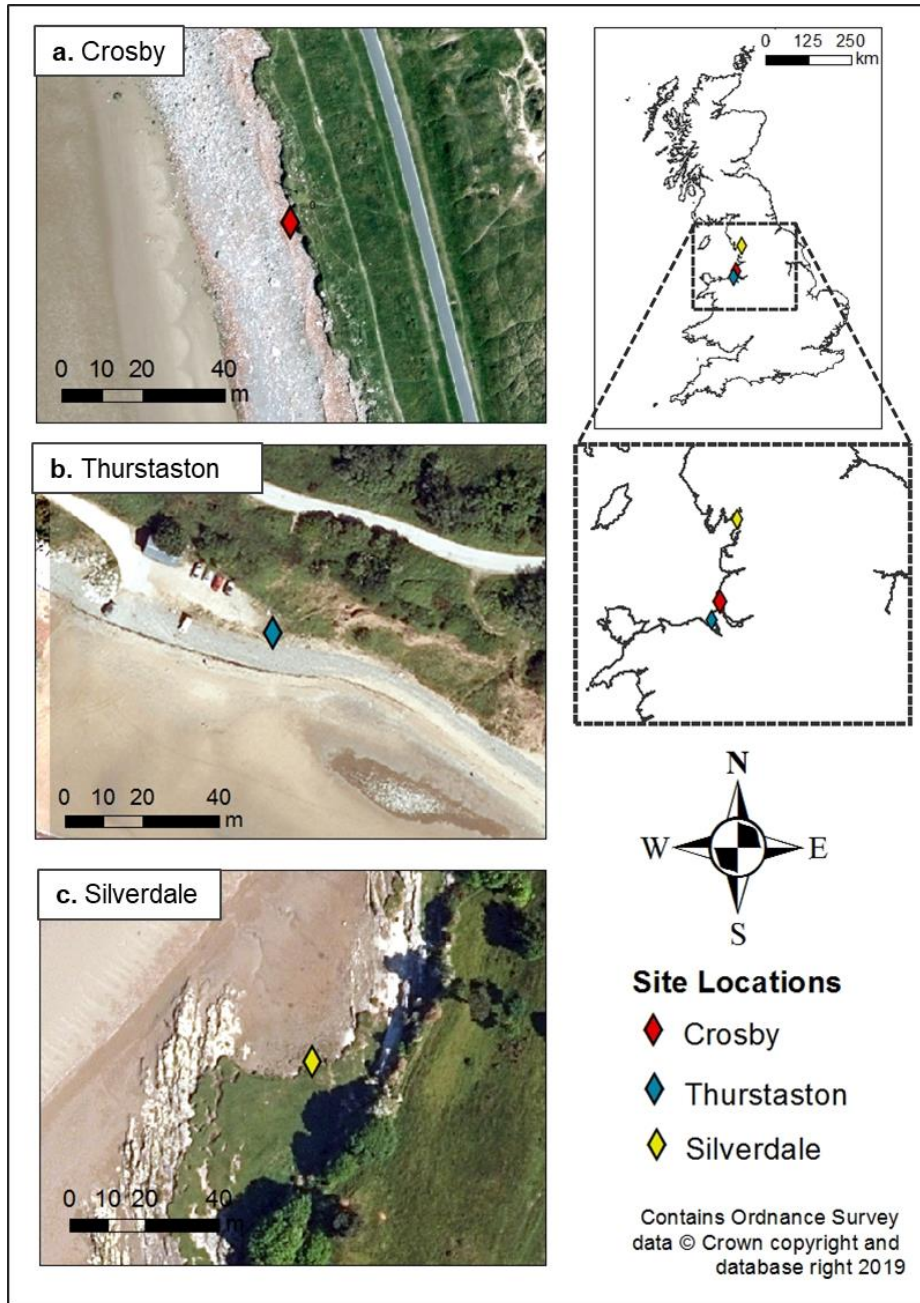 a. Crosby
0
0 10 20 40
m
b. Thurstaston
0 10 20 40
m
c. Silverdale
0 10 20 40
m
0 125 250
km
N
W E
S
Site Locations
Crosby
Thurstaston
Silverdale
Contains Ordnance Survey
data © Crown copyright and
database right 2019